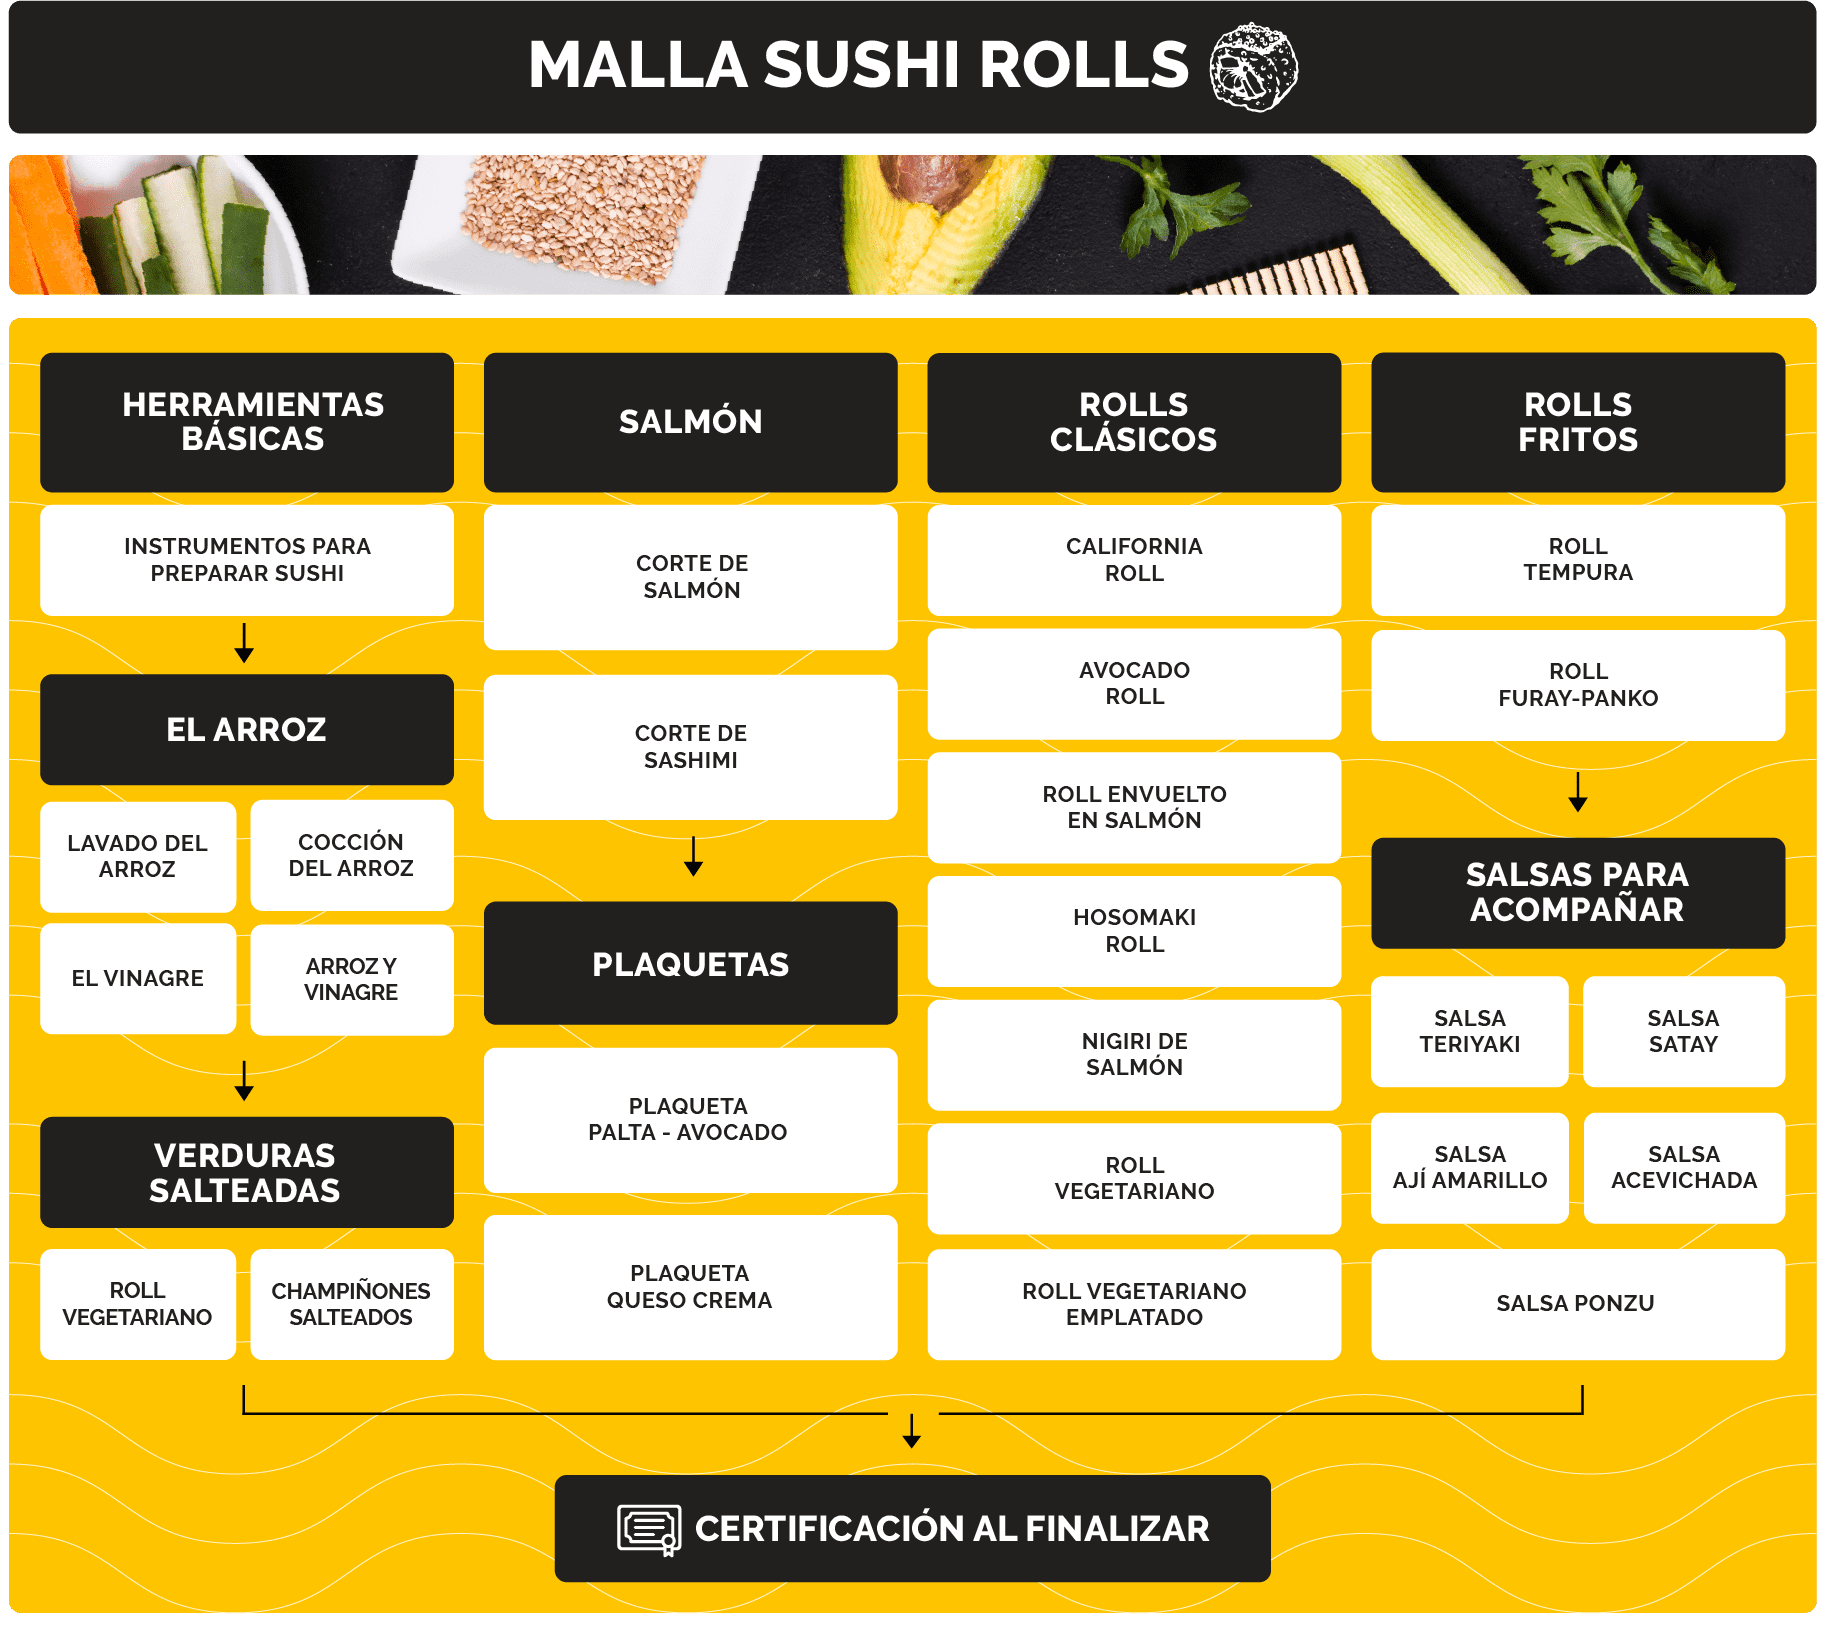 MALLA SUSHI ROLLS
HERRAMIENTAS
BÁSICAS
INSTRUMENTOS PARA
PREPARAR SUSHI
EL ARROZ
LAVADO DEL
ARROZ
COCCIÓN
DEL ARROZ
EL VINAGRE
ARROZ Y
VINAGRE
VERDURAS
SALTEADAS
ROLL
VEGETARIANO
CHAMPIÑONES
SALTEADOS
SALMÓN
CORTE DE
SALMÓN
CORTE DE
SASHIMI
PLAQUETAS
PLAQUETA
PALTA - AVOCADO
PLAQUETA
QUESO CREMA
ROLLS
CLÁSICOS
CALIFORNIA
ROLL
AVOCADO
ROLL
ROLL ENVUELTO
EN SALMÓN
HOSOMAKI
ROLL
NIGIRI DE
SALMÓN
ROLL
VEGETARIANO
ROLL VEGETARIANO
EMPLATADO
ROLLS
FRITOS
ROLL
TEMPURA
ROLL
FURAY-PANKO
SALSAS PARA
ACOMPAÑAR
SALSA
TERIYAKI
SALSA
SATAY
SALSA
AJÍ AMARILLO
SALSA
ACEVICHADA
SALSA PONZU
CERTIFICACIÓN AL FINALIZAR